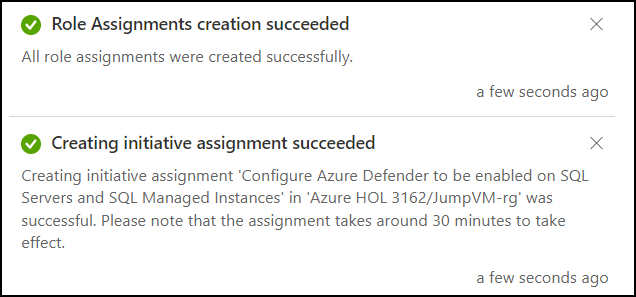 Role Assignments creation succeeded
All role assignments were created successfully.
a few seconds ago
Creating initiative assignment succeeded
Creating initiative assignment 'Configure Azure Defender to be enabled on SQL
Servers and SQL Managed Instances' in 'Azure HOL 3162/JumpVM-rg' was
successful. Please note that the assignment takes around 30 minutes to take
effect.
a few seconds ago